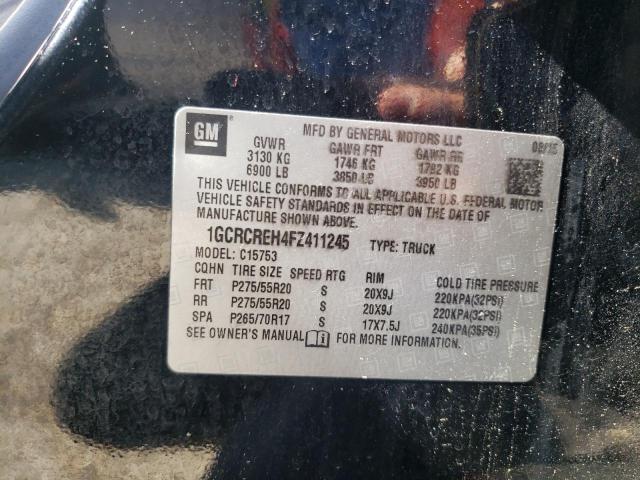 GM
MFD BY GENERAL MOTORS LLC
GVWR GAWR FRT GAWR RR
3130 KG 1746 KG 1792 KG
6900 LB 3850 LB 3950 LB
THIS VEHICLE CONFORMS TO ALL APPLICABLE U.S. FEDERAL MOTOR
VEHICLE SAFETY STANDARDS IN EFFECT ON THE DATE OF
MANUFACTURE SHOWN ABOVE.
1GCRCREH4FZ411245 TYPE: TRUCK
MODEL: C15753
CQHN TIRE SIZE SPEED RTG RIM COLD TIRE PRESSURE
FRT P275/55R20 S 20X9J 220KPA(32PSI)
RR P275/55R20 S 20X9J 220KPA(32PSI)
SPA P265/70R17 S 17X7.5J 240KPA(35PSI)
SEE OWNER'S MANUAL FOR MORE INFORMATION.